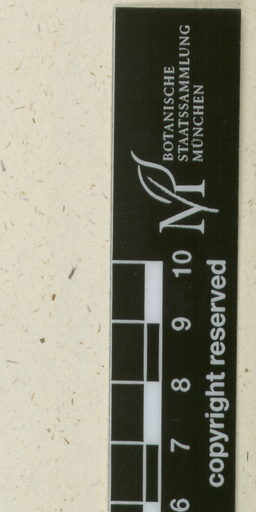 BOTANISCHE
STAATSSAMMLUNG
MÜNCHEN
M
10
9
8
7
6
copyright reserved